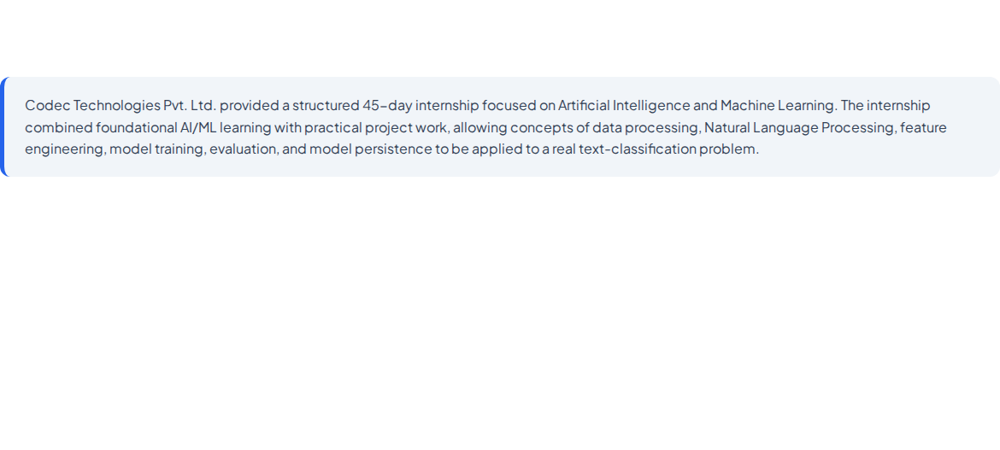 Codec Technologies Pvt. Ltd. provided a structured 45–day internship focused on Artificial Intelligence and Machine Learning. The internship
combined foundational AI/ML learning with practical project work, allowing concepts of data processing, Natural Language Processing, feature
engineering, model training, evaluation, and model persistence to be applied to a real text-classification problem.